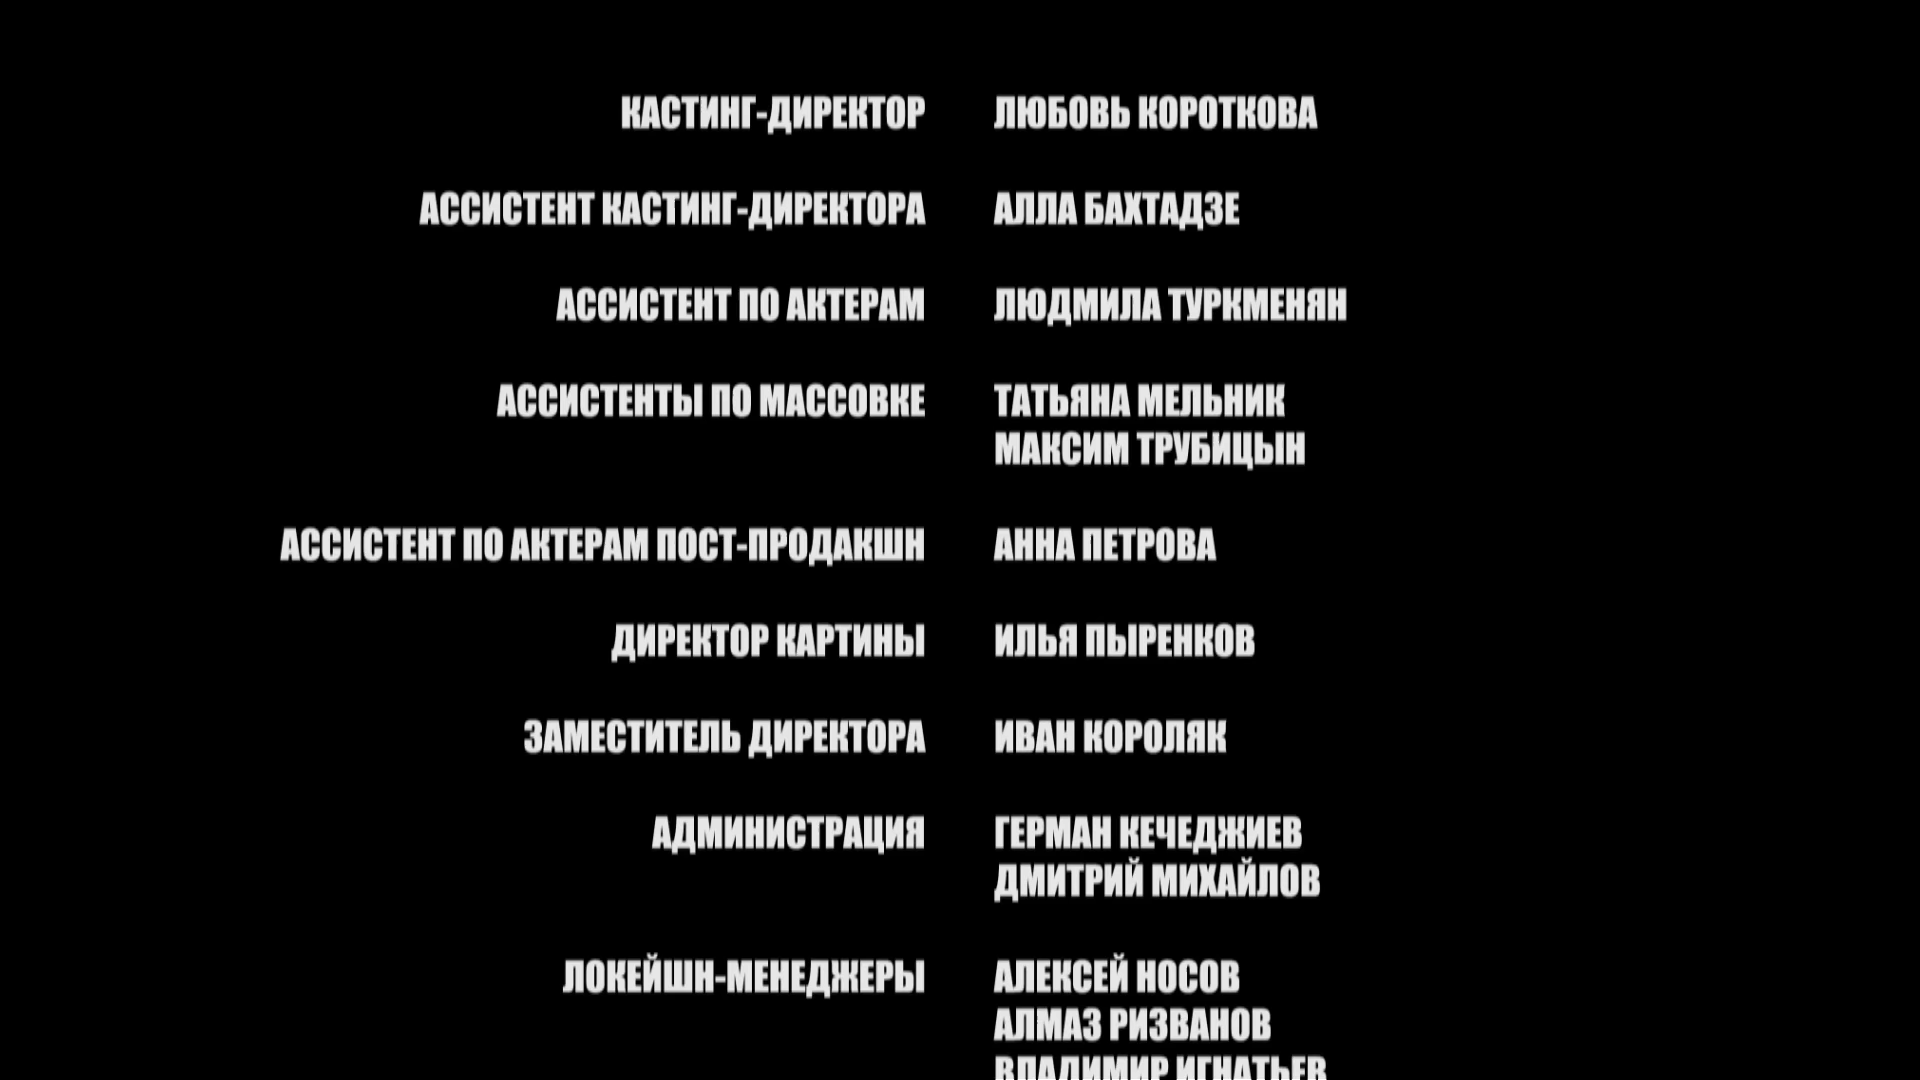 КАСТИНГ-ДИРЕКТОР ЛЮБОВЬ КОРОТКОВА
АССИСТЕНТ КАСТИНГ-ДИРЕКТОРА АЛЛА БАХТАДЗЕ
АССИСТЕНТ ПО АКТЕРАМ ЛЮДМИЛА ТУРКМЕНЯН
АССИСТЕНТЫ ПО МАССОВКЕ ТАТЬЯНА МЕЛЬНИК
МАКСИМ ТРУБИЦЫН
АССИСТЕНТ ПО АКТЕРАМ ПОСТ-ПРОДАКШН АННА ПЕТРОВА
ДИРЕКТОР КАРТИНЫ ИЛЬЯ ПЫРЕНКОВ
ЗАМЕСТИТЕЛЬ ДИРЕКТОРА ИВАН КОРОЛЯК
АДМИНИСТРАЦИЯ ГЕРМАН КЕЧЕДЖИЕВ
ДМИТРИЙ МИХАЙЛОВ
ЛОКЕЙШН-МЕНЕДЖЕРЫ АЛЕКСЕЙ НОСОВ
АЛМАЗ РИЗВАНОВ
ВЛАДИМИР ИГНАТЬЕВ